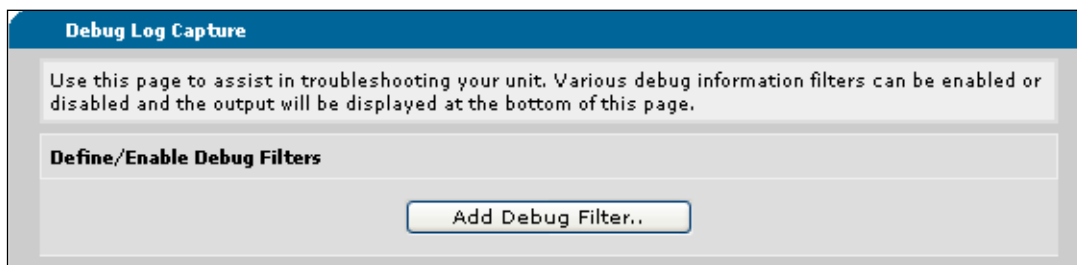 Debug Log Capture
Use this page to assist in troubleshooting your unit. Various debug information filters can be enabled or
disabled and the output will be displayed at the bottom of this page.
Define/Enable Debug Filters
Add Debug Filter..